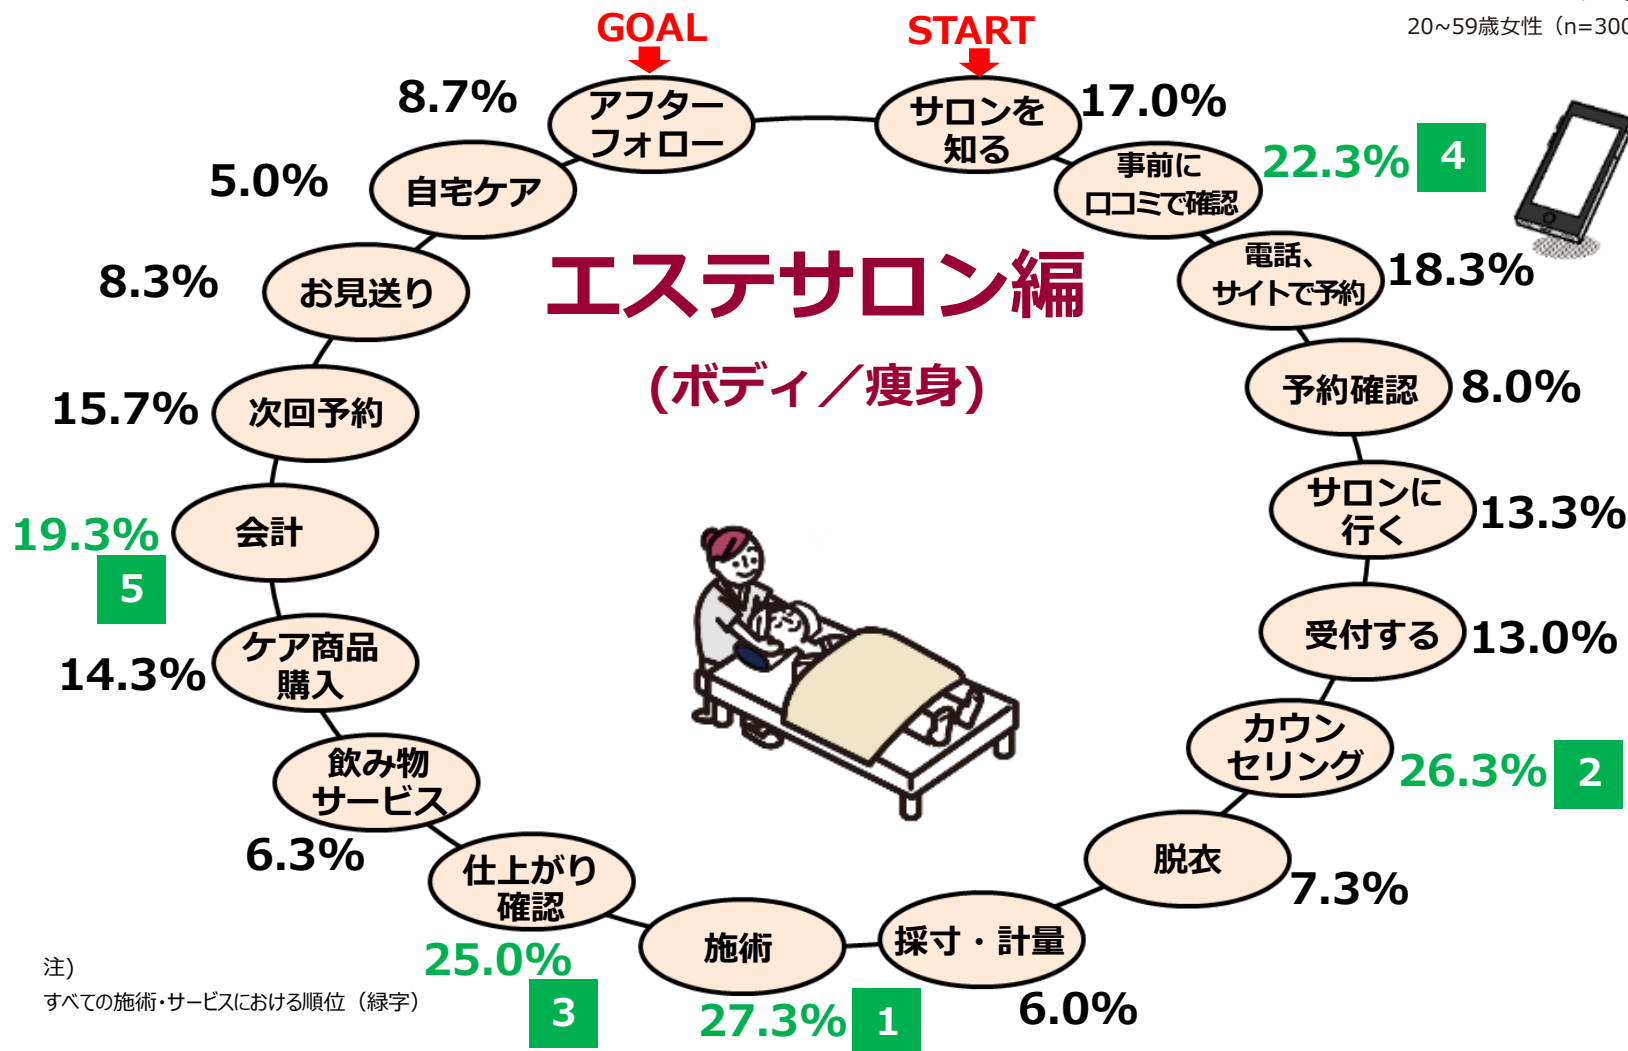 20~59歳女性（n=300
GOAL
START
サロンを
知る
17.0%
事前に
口コミで確認
22.3%
4
電話、
サイトで予約
18.3%
予約確認
8.0%
サロンに
行く
13.3%
受付する
13.0%
カウン
セリング
26.3%
2
脱衣
7.3%
採寸・計量
6.0%
施術
27.3%
1
仕上がり
確認
25.0%
3
飲み物
サービス
6.3%
ケア商品
購入
14.3%
会計
19.3%
5
次回予約
15.7%
お見送り
8.3%
自宅ケア
5.0%
アフター
フォロー
8.7%
エステサロン編
(ボディ／痩身)
注)
すべての施術・サービスにおける順位（緑字）